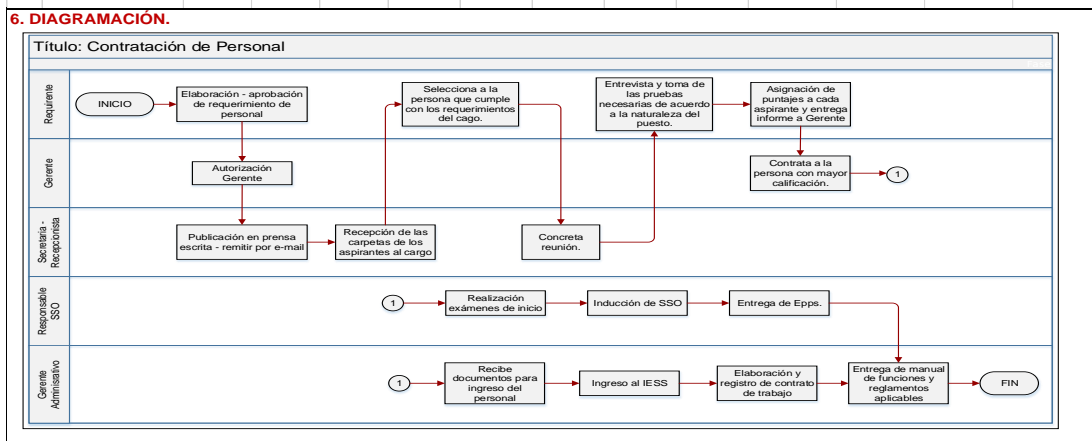 6. DIAGRAMACIÓN.
Título: Contratación de Personal
Requirente
INICIO
Elaboración - aprobación
de requerimiento de
personal
Selecciona a la
persona que cumple
con los requerimientos
del cago.
Entrevista y toma de
las pruebas
necesarias de acuerdo
a la naturaleza del
puesto.
Asignación de
puntajes a cada
aspirante y entrega
informe a Gerente
Gerente
Autorización
Gerente
Contrata a la
persona con mayor
calificación.
1
Secretaria -
Recepcionista
Publicación en prensa
escrita - remitir por e-mail
Recepción de las
carpetas de los
aspirantes al cargo
Concreta
reunión.
Responsable
SSO
1
Realización
exámenes de inicio
Inducción de SSO
Entrega de Epps.
Gerente
Adminisrativo
1
Recibe
documentos para
ingreso del
personal
Ingreso al IESS
Elaboración y
registro de contrato
de trabajo
Entrega de manual
de funciones y
reglamentos
aplicables
FIN